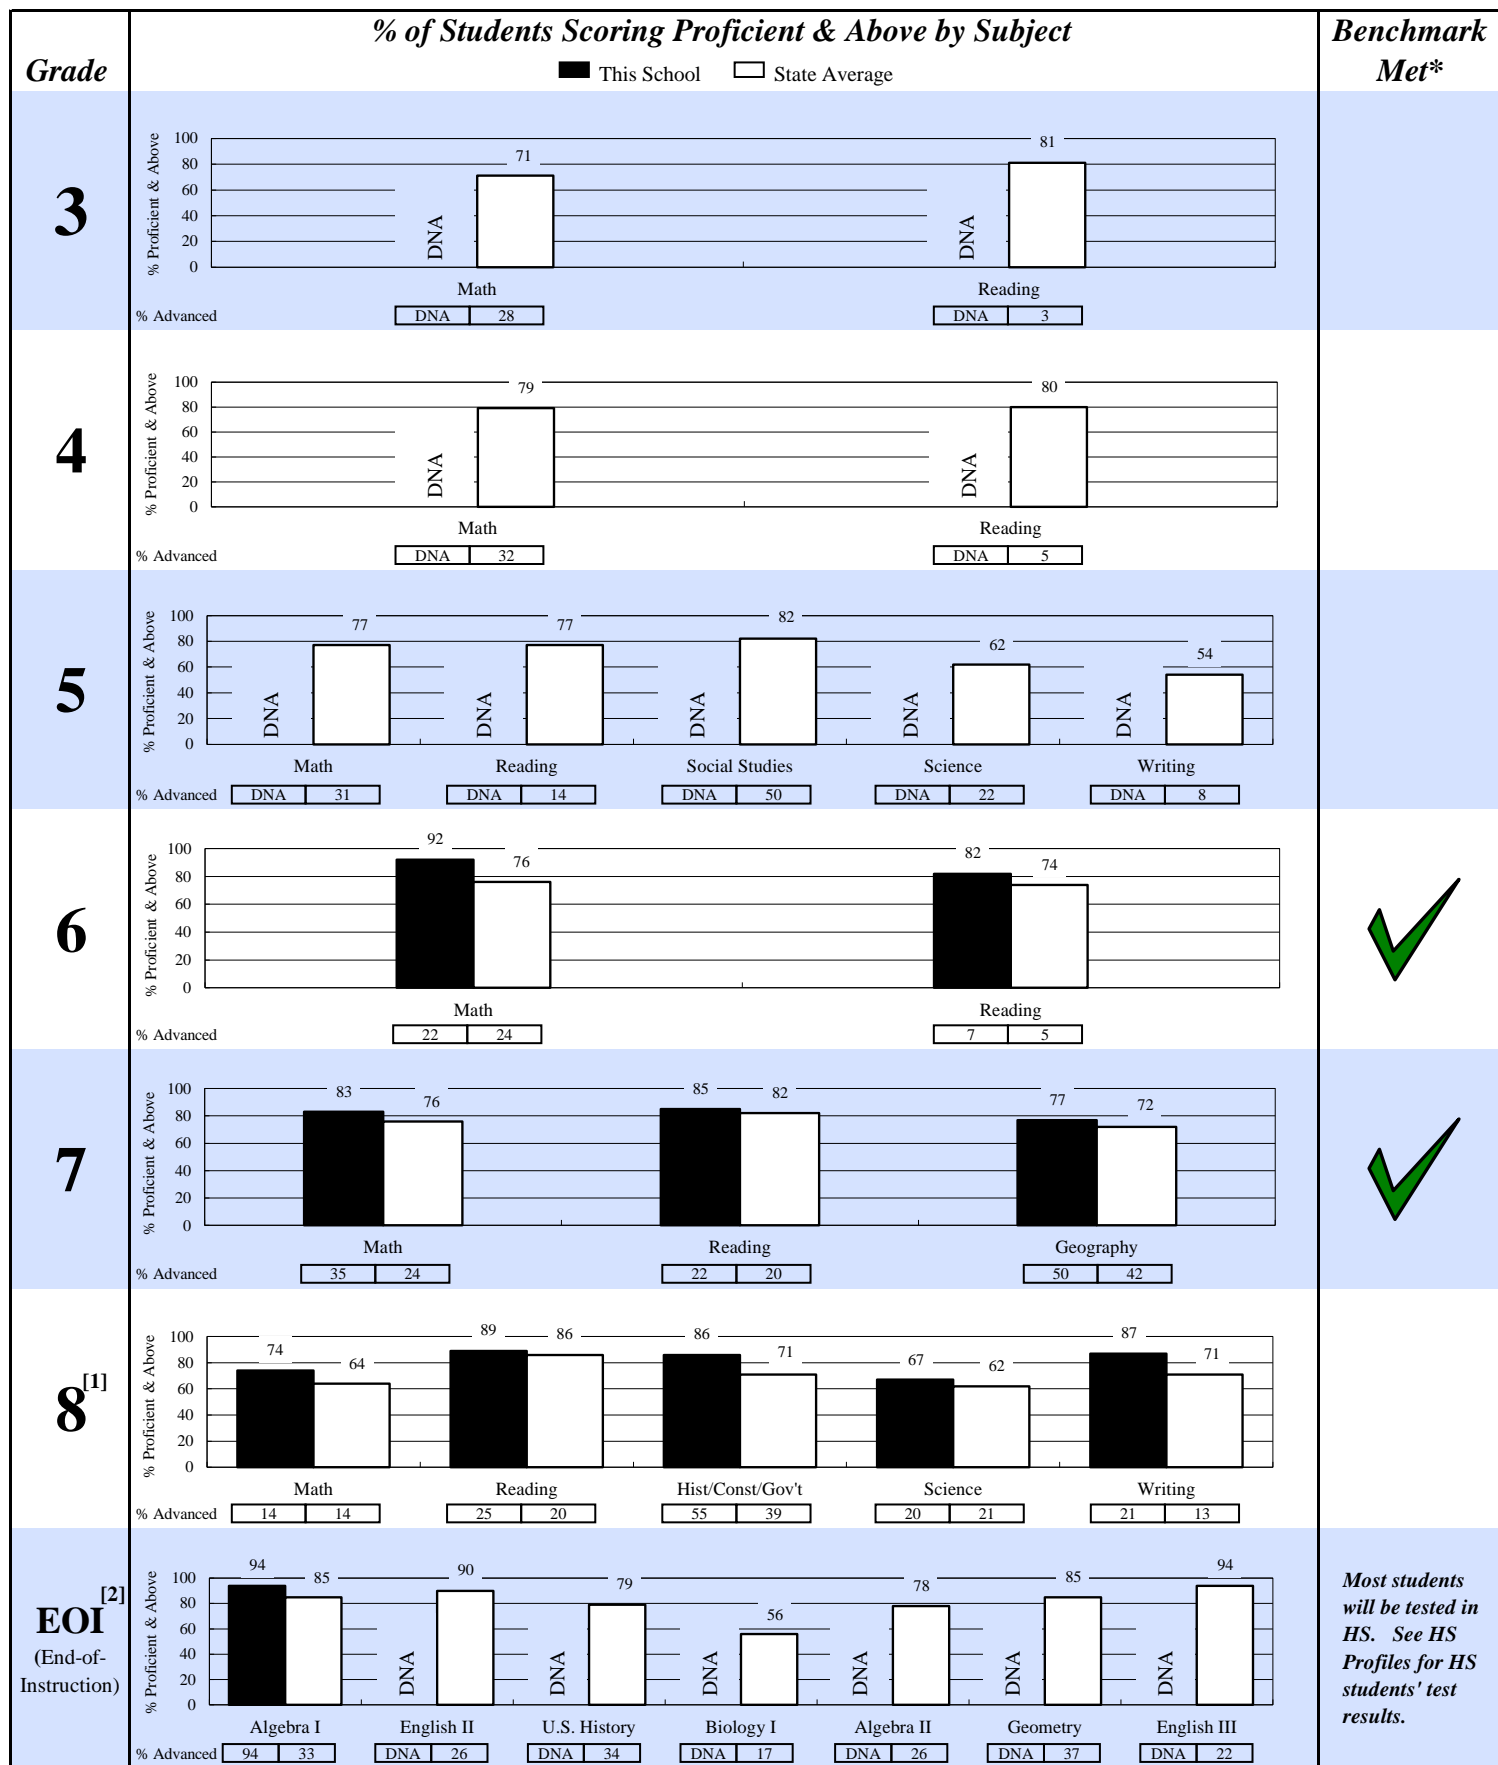 % of Students Scoring Proficient & Above by Subject
Benchmark
Met*
Grade
This School
State Average
3
% Proficient & Above
100
80
60
40
20
0
DNA
71
DNA
81
Math
Reading
% Advanced
DNA 28
DNA 3
4
% Proficient & Above
100
80
60
40
20
0
DNA
79
DNA
80
Math
Reading
% Advanced
DNA 32
DNA 5
5
% Proficient & Above
100
80
60
40
20
0
DNA
77
DNA
77
DNA
82
DNA
62
DNA
54
Math
Reading
Social Studies
Science
Writing
% Advanced
DNA 31
DNA 14
DNA 50
DNA 22
DNA 8
6
% Proficient & Above
100
80
60
40
20
0
92
76
82
74
Math
Reading
% Advanced
22 24
7 5
7
% Proficient & Above
100
80
60
40
20
0
83
76
85
82
77
72
Math
Reading
Geography
% Advanced
35 24
22 20
50 42
8[1]
% Proficient & Above
100
80
60
40
20
0
74
64
89
86
86
71
67
62
87
71
Math
Reading
Hist/Const/Gov't
Science
Writing
% Advanced
14 14
25 20
55 39
20 21
21 13
EOI[2]
(End-of-
Instruction)
% Proficient & Above
100
80
60
40
20
0
94
85
DNA
90
DNA
79
DNA
56
DNA
78
DNA
85
DNA
94
Algebra I
English II
U.S. History
Biology I
Algebra II
Geometry
English III
% Advanced
94 33
DNA 26
DNA 34
DNA 17
DNA 26
DNA 37
DNA 22
Most students
will be tested in
HS. See HS
Profiles for HS
students' test
results.